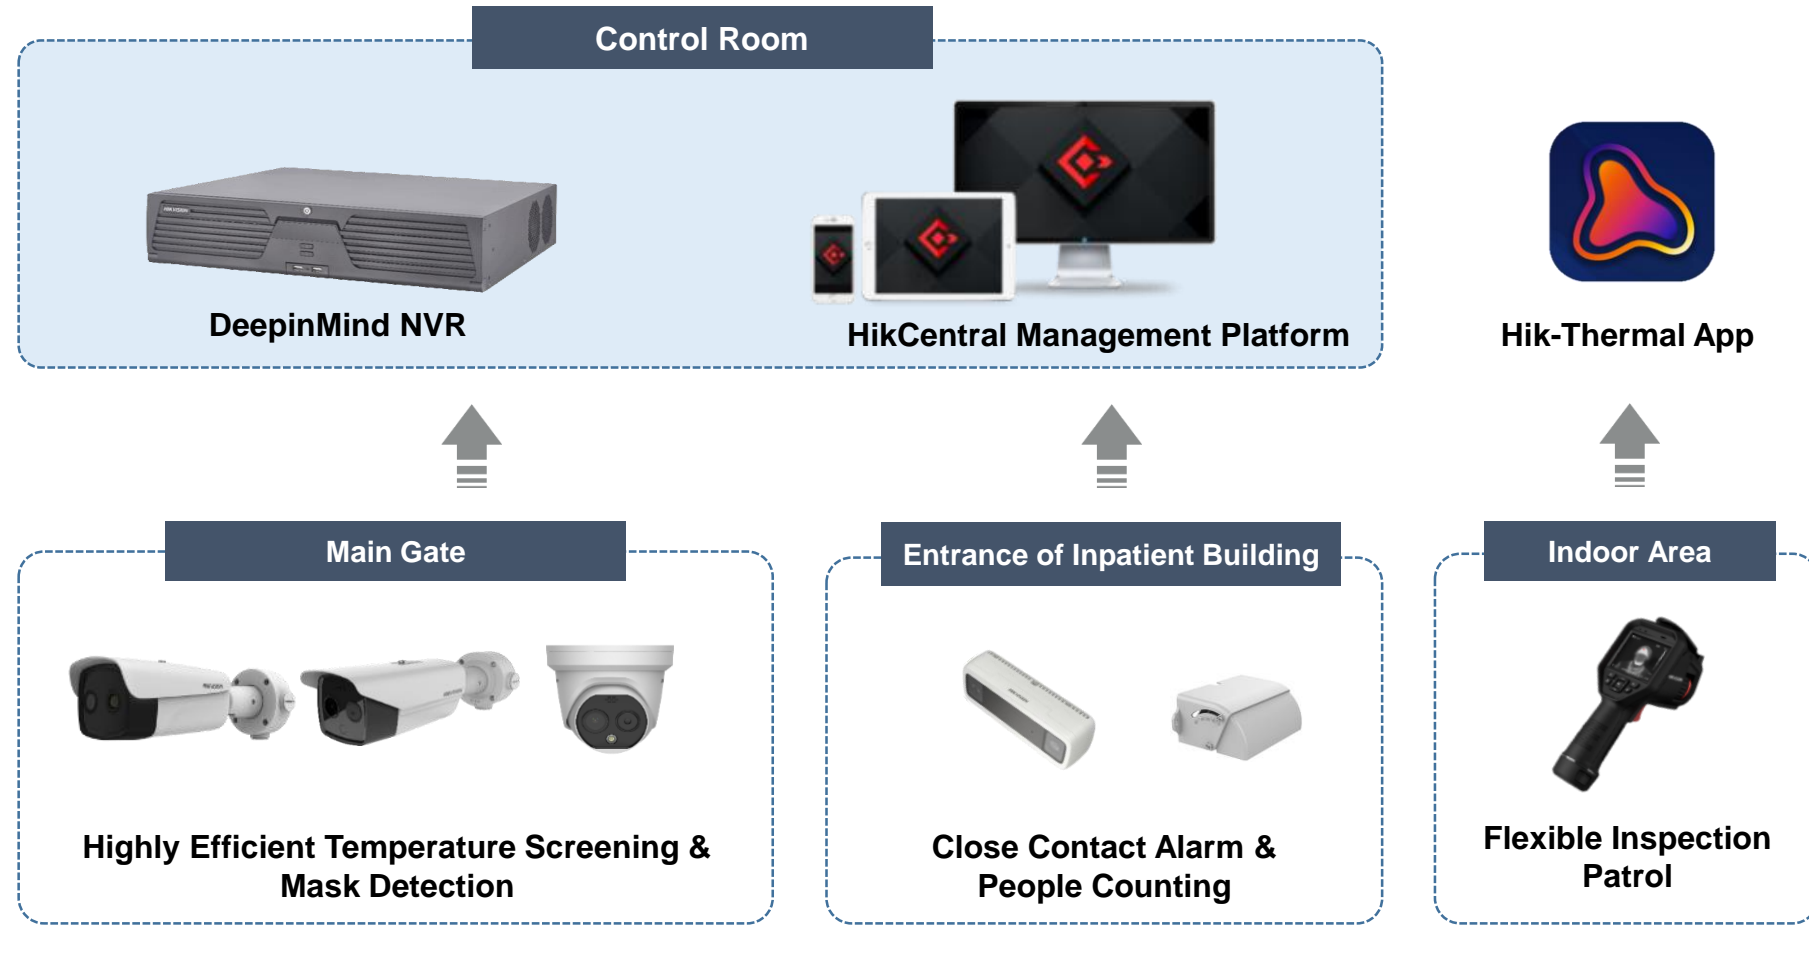 Control Room
HIKVISION
DeepinMind NVR
HikCentral Management Platform
Hik-Thermal App
Main Gate
Entrance of Inpatient Building
Indoor Area
Highly Efficient Temperature Screening &
Mask Detection
Close Contact Alarm &
People Counting
Flexible Inspection
Patrol